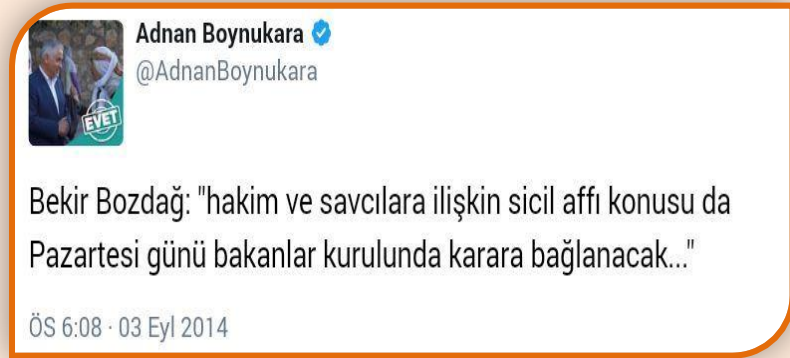 Adnan Boynukara
@AdnanBoynukara
EVET
Bekir Bozdağ: "hakim ve savcılara ilişkin sicil affı konusu da
Pazartesi günü bakanlar kurulunda karara bağlanacak..."
ÖS 6:08 · 03 Eyl 2014